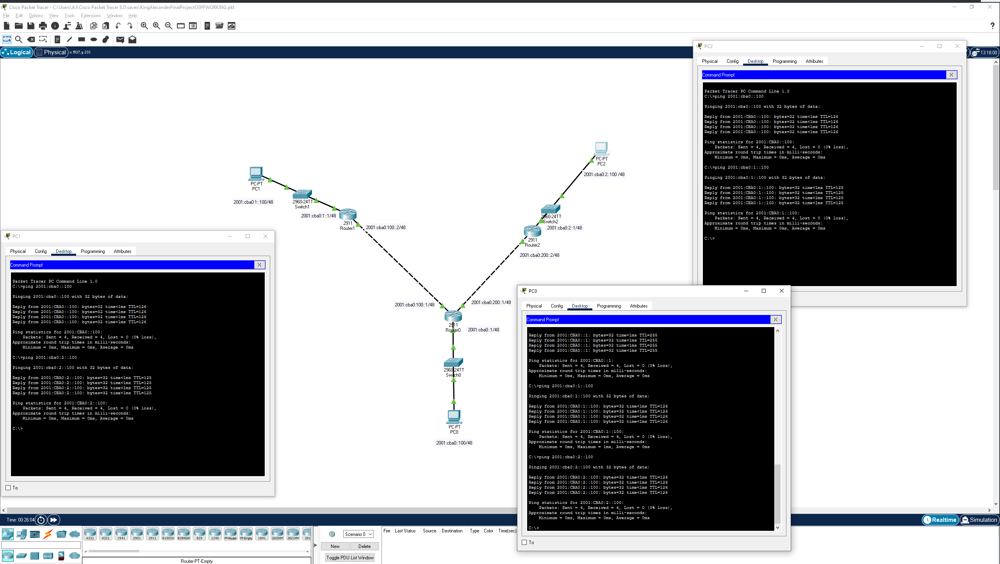 Cisco Packet Tracer - C:\Users\AJ\Cisco Packet Tracer 8.0\saves\KingAlexanderFinalProjectOSPFWORKING.pkt
File Edit Options View Tools Extensions Window Help
?
Logical Physical x: 1537, y: 233
13:18:00
PC2
Physical Config Desktop Programming Attributes
Command Prompt X
Packet Tracer PC Command Line 1.0
C:\>ping 2001:cba0::100
Pinging 2001:cba0::100 with 32 bytes of data:
Reply from 2001:CBA0::100: bytes=32 time<1ms TTL=126
Reply from 2001:CBA0::100: bytes=32 time<1ms TTL=126
Reply from 2001:CBA0::100: bytes=32 time<1ms TTL=126
Reply from 2001:CBA0::100: bytes=32 time<1ms TTL=126
Ping statistics for 2001:CBA0::100:
Packets: Sent = 4, Received = 4, Lost = 0 (0% loss),
Approximate round trip times in milli-seconds:
Minimum = 0ms, Maximum = 0ms, Average = 0ms
C:\>ping 2001:cba0:1::100
Pinging 2001:cba0:1::100 with 32 bytes of data:
Reply from 2001:CBA0:1::100: bytes=32 time<1ms TTL=125
Reply from 2001:CBA0:1::100: bytes=32 time<1ms TTL=125
Reply from 2001:CBA0:1::100: bytes=32 time<1ms TTL=125
Reply from 2001:CBA0:1::100: bytes=32 time<1ms TTL=125
Ping statistics for 2001:CBA0:1::100:
Packets: Sent = 4, Received = 4, Lost = 0 (0% loss),
Approximate round trip times in milli-seconds:
Minimum = 0ms, Maximum = 0ms, Average = 0ms
C:\>
PC-PT
PC2
2001:cba0:2::100 /48
PC-PT
PC1
2001:cba0:1::100/48
2960-24TT
Switch1
2001:cba0:1::1/48
2911
Router1
2001:cba0:100::2/48
2960-24TT
Switch2
2001:cba0:2::1/48
2911
Router2
2001:cba0:200::2/48
2001:cba0:100::1/48
2001:cba0:200::1/48
2911
Router0
2001:cba0::1/48
2960-24TT
Switch0
PC-PT
PC0
2001:cba0::100/48
PC1
Physical Config Desktop Programming Attributes
Command Prompt X
Packet Tracer PC Command Line 1.0
C:\>ping 2001:cba0::100
Pinging 2001:cba0::100 with 32 bytes of data:
Reply from 2001:CBA0::100: bytes=32 time<1ms TTL=126
Reply from 2001:CBA0::100: bytes=32 time<1ms TTL=126
Reply from 2001:CBA0::100: bytes=32 time<1ms TTL=126
Reply from 2001:CBA0::100: bytes=32 time<1ms TTL=126
Ping statistics for 2001:CBA0::100:
Packets: Sent = 4, Received = 4, Lost = 0 (0% loss),
Approximate round trip times in milli-seconds:
Minimum = 0ms, Maximum = 0ms, Average = 0ms
C:\>ping 2001:cba0:2::100
Pinging 2001:cba0:2::100 with 32 bytes of data:
Reply from 2001:CBA0:2::100: bytes=32 time<1ms TTL=125
Reply from 2001:CBA0:2::100: bytes=32 time<1ms TTL=125
Reply from 2001:CBA0:2::100: bytes=32 time<1ms TTL=125
Reply from 2001:CBA0:2::100: bytes=32 time<1ms TTL=125
Ping statistics for 2001:CBA0:2::100:
Packets: Sent = 4, Received = 4, Lost = 0 (0% loss),
Approximate round trip times in milli-seconds:
Minimum = 0ms, Maximum = 0ms, Average = 0ms
C:\>
To
PC0
Physical Config Desktop Programming Attributes
Command Prompt X
Reply from 2001:CBA0::1: bytes=32 time<1ms TTL=255
Reply from 2001:CBA0::1: bytes=32 time<1ms TTL=255
Reply from 2001:CBA0::1: bytes=32 time<1ms TTL=255
Reply from 2001:CBA0::1: bytes=32 time<1ms TTL=255
Ping statistics for 2001:CBA0::1:
Packets: Sent = 4, Received = 4, Lost = 0 (0% loss),
Approximate round trip times in milli-seconds:
Minimum = 0ms, Maximum = 0ms, Average = 0ms
C:\>ping 2001:cba0:1::100
Pinging 2001:cba0:1::100 with 32 bytes of data:
Reply from 2001:CBA0:1::100: bytes=32 time<1ms TTL=126
Reply from 2001:CBA0:1::100: bytes=32 time<1ms TTL=126
Reply from 2001:CBA0:1::100: bytes=32 time=1ms TTL=126
Reply from 2001:CBA0:1::100: bytes=32 time<1ms TTL=126
Ping statistics for 2001:CBA0:1::100:
Packets: Sent = 4, Received = 4, Lost = 0 (0% loss),
Approximate round trip times in milli-seconds:
Minimum = 0ms, Maximum = 1ms, Average = 0ms
C:\>ping 2001:cba0:2::100
Pinging 2001:cba0:2::100 with 32 bytes of data:
Reply from 2001:CBA0:2::100: bytes=32 time<1ms TTL=126
Reply from 2001:CBA0:2::100: bytes=32 time<1ms TTL=126
Reply from 2001:CBA0:2::100: bytes=32 time<1ms TTL=126
Reply from 2001:CBA0:2::100: bytes=32 time<1ms TTL=126
Ping statistics for 2001:CBA0:2::100:
Packets: Sent = 4, Received = 4, Lost = 0 (0% loss),
Approximate round trip times in milli-seconds:
Minimum = 0ms, Maximum = 0ms, Average = 0ms
C:\>
To
Time: 00:26:04
Realtime Simulation
4331 4321 1941 2901 2911 819IOX 819HGW 829 1240 PT-Router PT-Empty 1841 2620XM 2621XM 281
Router-PT-Empty
Scenario 0
New Delete
Toggle PDU List Window
Fire Last Status Source Destination Type Color Time(sec)